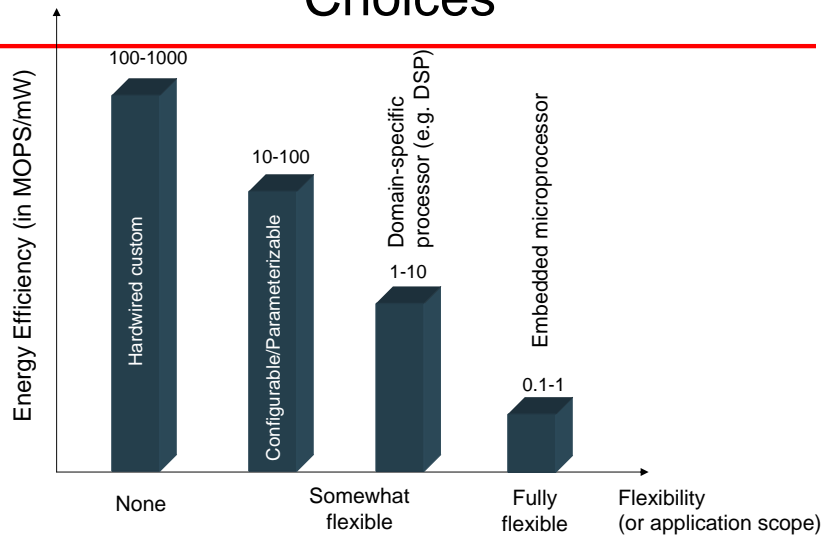 Choices
Energy Efficiency (in MOPS/mW)
100-1000
Hardwired custom
10-100
Configurable/Parameterizable
Domain-specific
processor (e.g. DSP)
1-10
Embedded microprocessor
0.1-1
None
Somewhat
flexible
Fully
flexible
Flexibility
(or application scope)